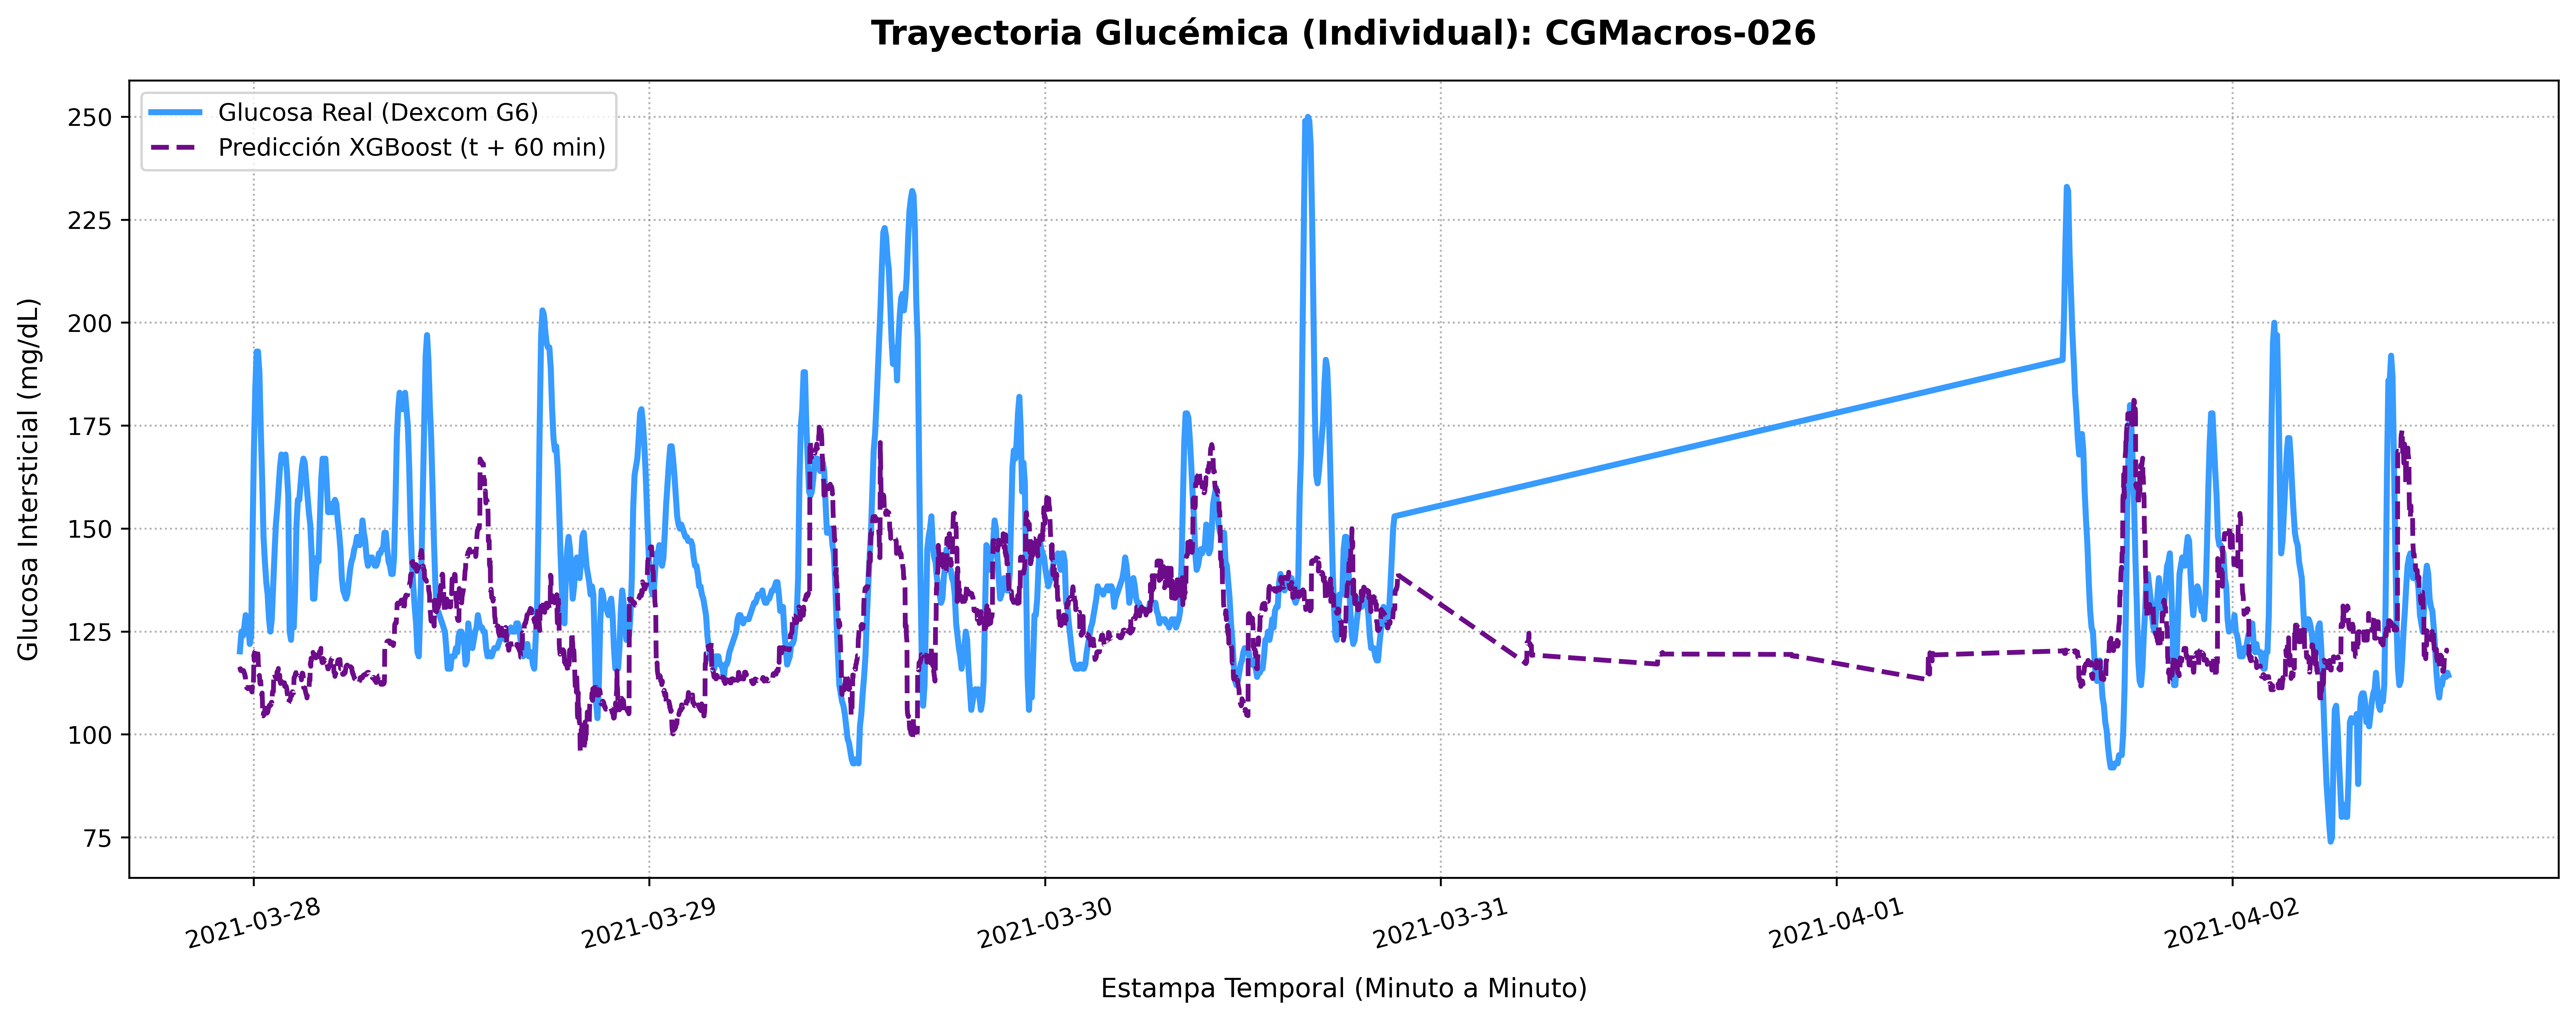 Trayectoria Glucémica (Individual): CGMacros-026
Glucosa Real (Dexcom G6)
Predicción XGBoost (t + 60 min)
Glucosa Intersticial (mg/dL)
250
225
200
175
150
125
100
75
2021-03-28
2021-03-29
2021-03-30
2021-03-31
2021-04-01
2021-04-02
Estampa Temporal (Minuto a Minuto)